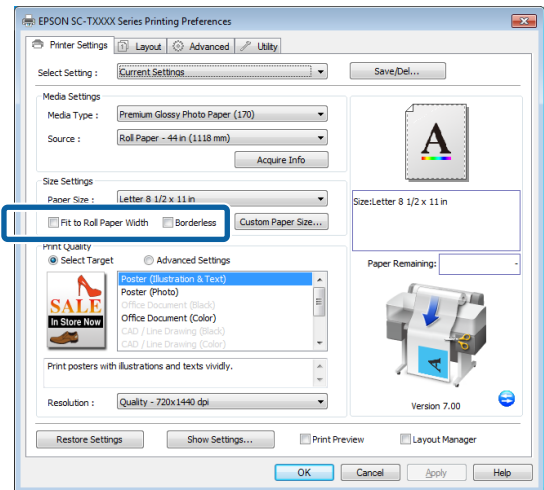 EPSON SC-TXXXX Series Printing Preferences
Printer Settings Layout Advanced Utility
Select Setting : Current Settings Save/Del...
Media Settings
Media Type : Premium Glossy Photo Paper (170)
Source : Roll Paper - 44 in (1118 mm)
Acquire Info
A
Size Settings
Paper Size : Letter 8 1/2 x 11 in
Size:Letter 8 1/2 x 11 in
Fit to Roll Paper Width Borderless Custom Paper Size...
Print Quality
Select Target Advanced Settings
Paper Remaining: -
SALE
In Store Now
Poster (Illustration & Text)
Poster (Photo)
Office Document (Black)
Office Document (Color)
CAD / Line Drawing (Black)
CAD / Line Drawing (Color)
A
Print posters with illustrations and texts vividly.
Resolution : Quality - 720x1440 dpi
Version 7.00
Restore Settings Show Settings... Print Preview Layout Manager
OK Cancel Apply Help